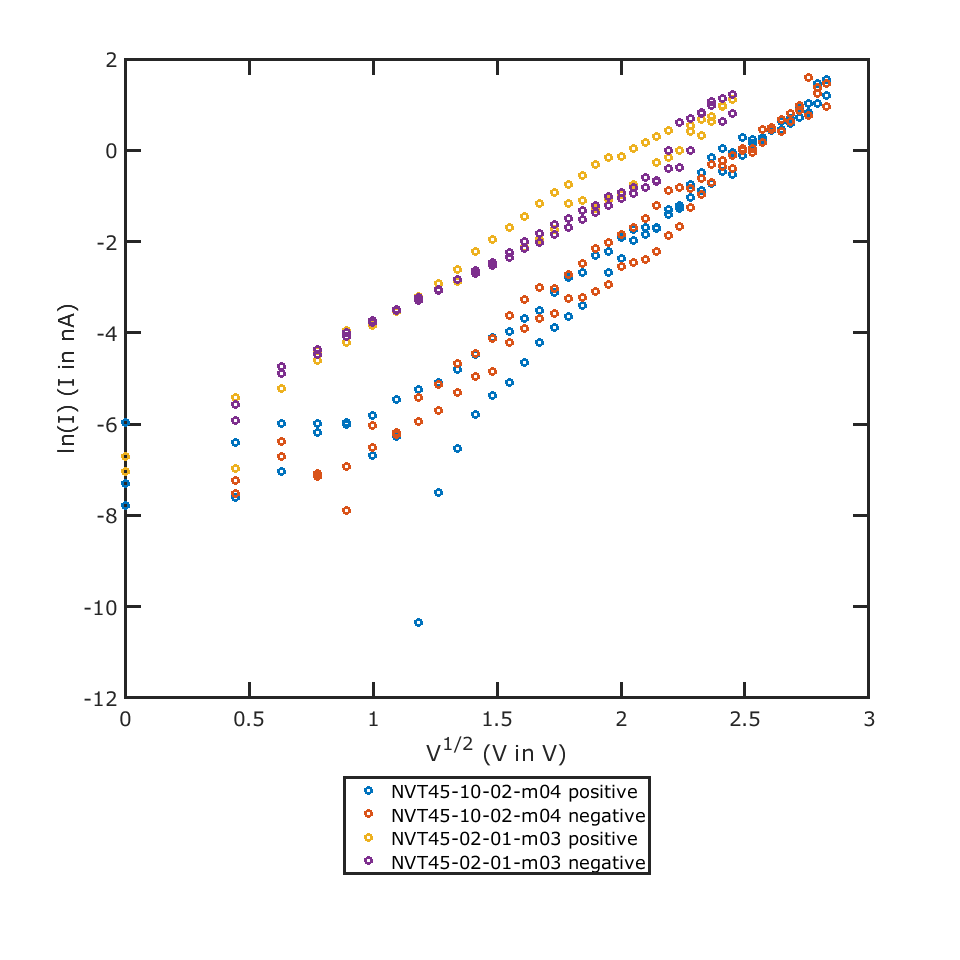 2
0
-2
-4
-6
-8
-10
-12
ln(I) (I in nA)
0 0.5 1 1.5 2 2.5 3
V^{1/2} (V in V)
NVT45-10-02-m04 positive
NVT45-10-02-m04 negative
NVT45-02-01-m03 positive
NVT45-02-01-m03 negative